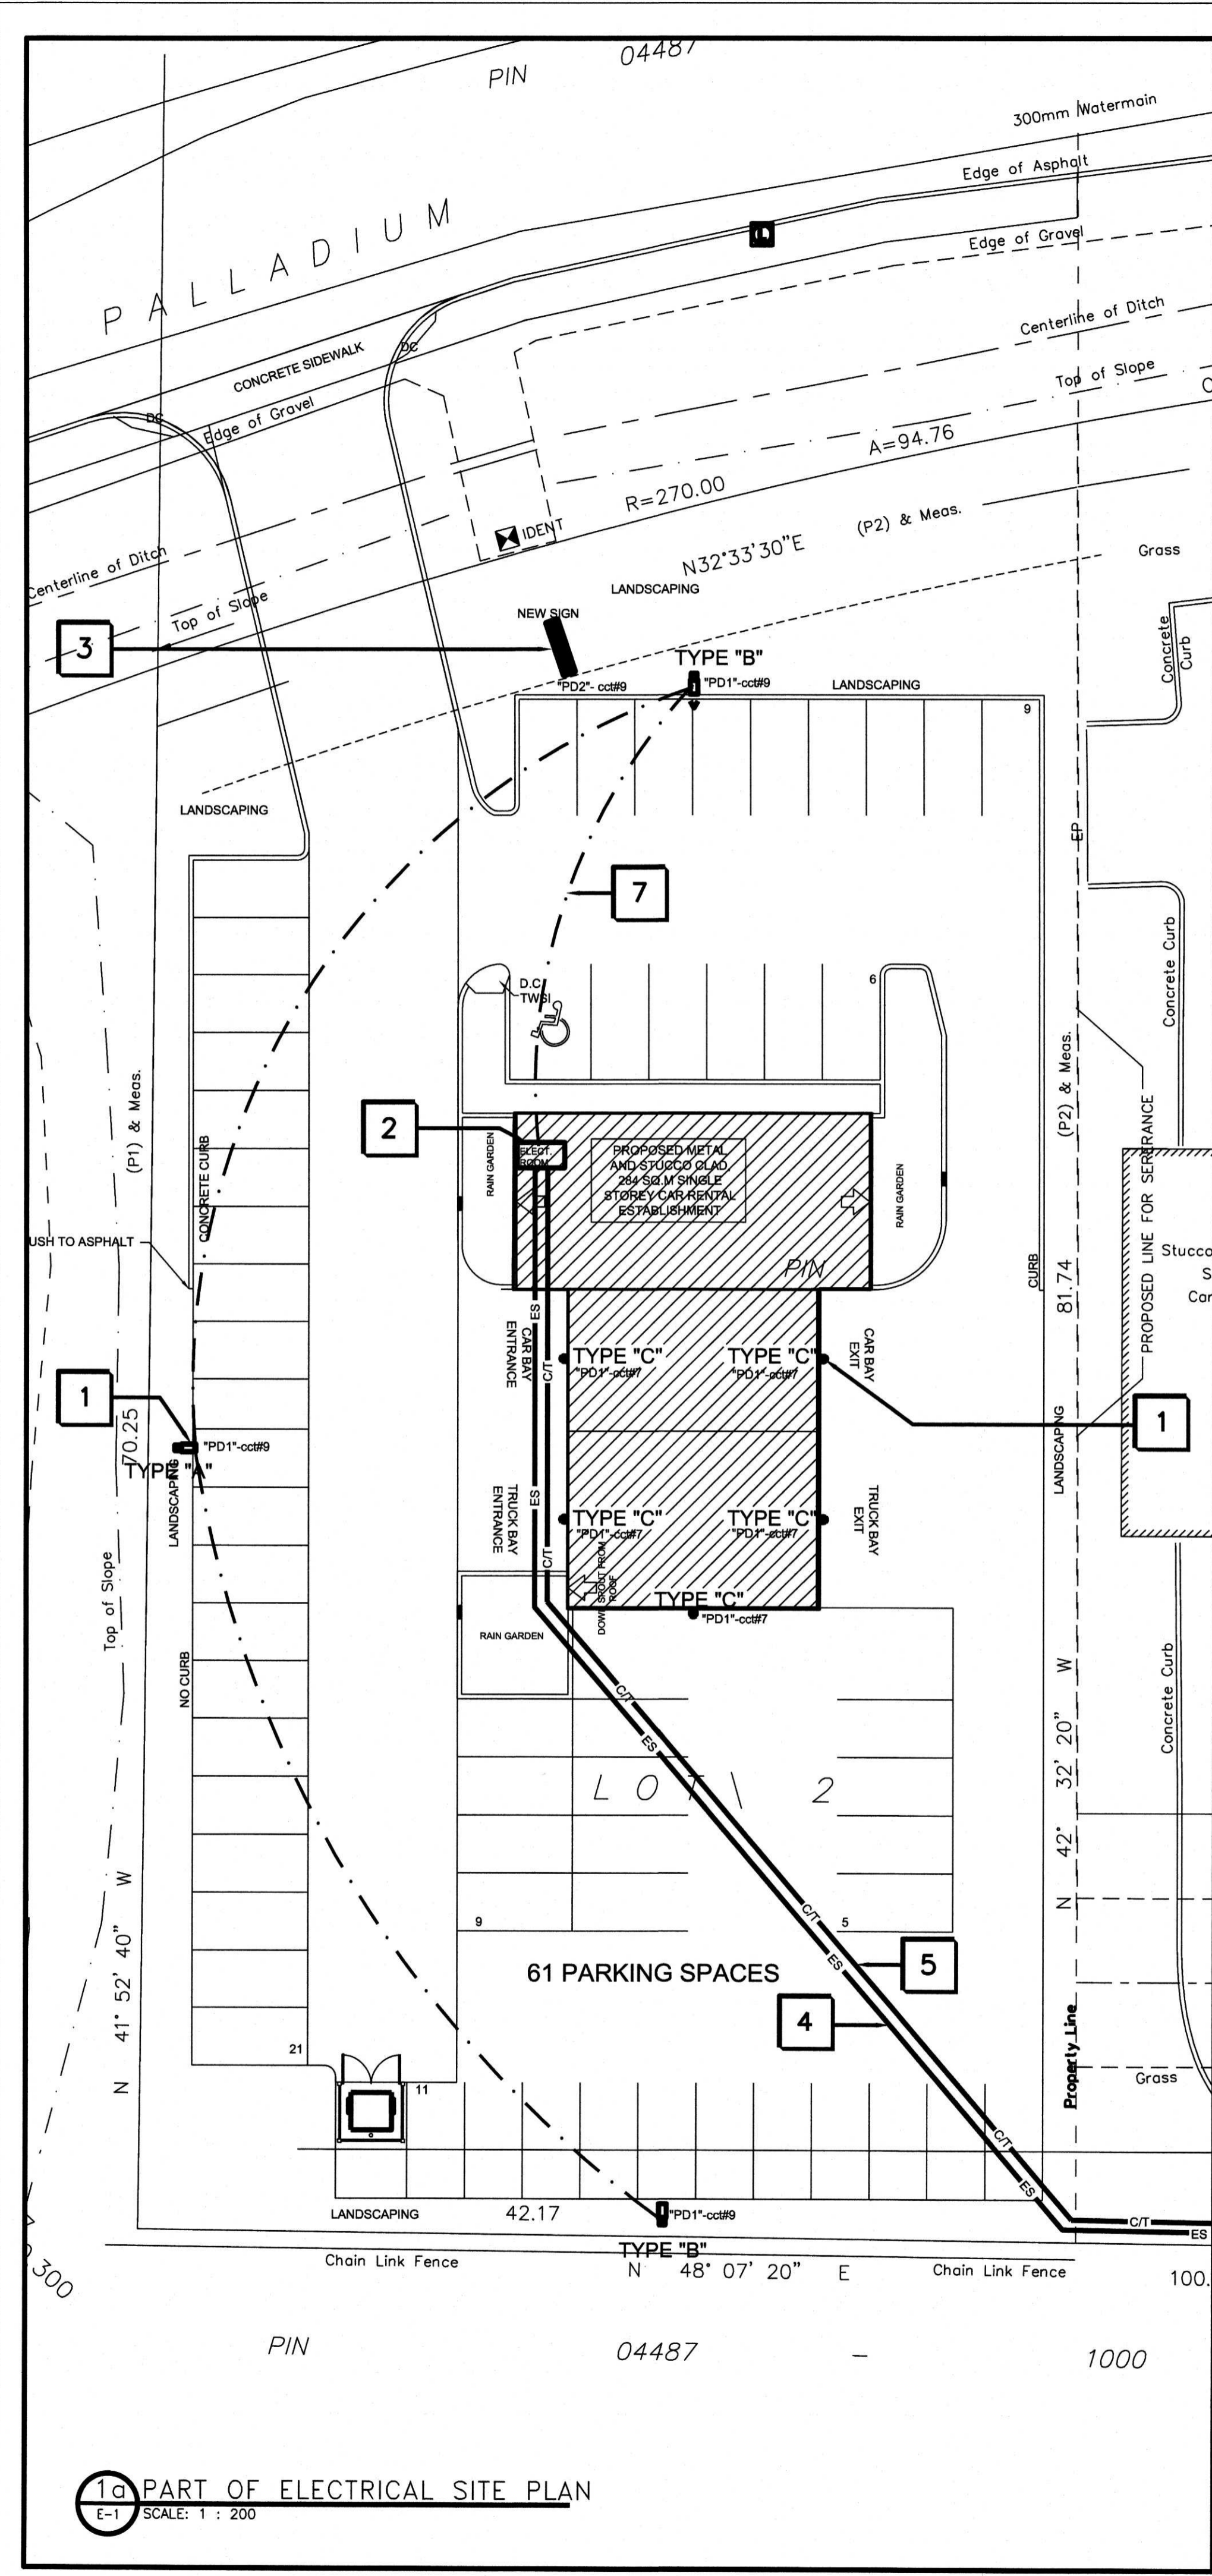 04487
PIN
300mm Watermain
Edge of Asphalt
PALLADIUM
Edge of Gravel
Centerline of Ditch
CONCRETE SIDEWALK
DC
Top of Slope
DC
Edge of Gravel
A=94.76
R=270.00
(P2) & Meas.
IDENT
N32°33'30"E
Grass
Centerline of Ditch
LANDSCAPING
Top of Slope
NEW SIGN
3
Concrete
Curb
TYPE "B"
"PD2"- cct#9
"PD1"-cct#9
LANDSCAPING
9
LANDSCAPING
EP
7
Concrete Curb
D.C.
TWSI
6
(P1) & Meas.
(P2) & Meas.
2
CONCRETE CURB
RAIN GARDEN
ELECT.
ROOM
PROPOSED METAL
AND STUCCO CLAD,
284 SQ.M SINGLE
STOREY CAR RENTAL
ESTABLISHMENT
RAIN GARDEN
PROPOSED LINE FOR SERERANCE
USH TO ASPHALT
PIN
CURB
81.74
Stucco
S
Car
ES
CAR BAY
ENTRANCE
C/T
TYPE "C"
"PD1"-cct#7
TYPE "C"
"PD1"-cct#7
CAR BAY
EXIT
1
1
70.25
"PD1"-cct#9
TYPE "A"
LANDSCAPING
LANDSCAPING
TRUCK BAY
ENTRANCE
ES
TYPE "C"
"PD1"-cct#7
TYPE "C"
"PD1"-cct#7
TRUCK BAY
EXIT
C/T
DOWN SPOUT FROM
ROOF
Top of Slope
TYPE "C"
"PD1"-cct#7
RAIN GARDEN
NO CURB
Concrete Curb
C/T
ES
N 42° 32' 20" W
LOT 2
N 41° 52' 40" W
9
C/T
5
ES
61 PARKING SPACES
5
4
Property Line
21
11
Grass
C/T
ES
LANDSCAPING
42.17
"PD1"-cct#9
C/T
ES
TYPE "B"
Chain Link Fence
N 48° 07' 20" E
Chain Link Fence
100.
300
PIN
04487
–
1000
1a
E-1
PART OF ELECTRICAL SITE PLAN
SCALE: 1 : 200